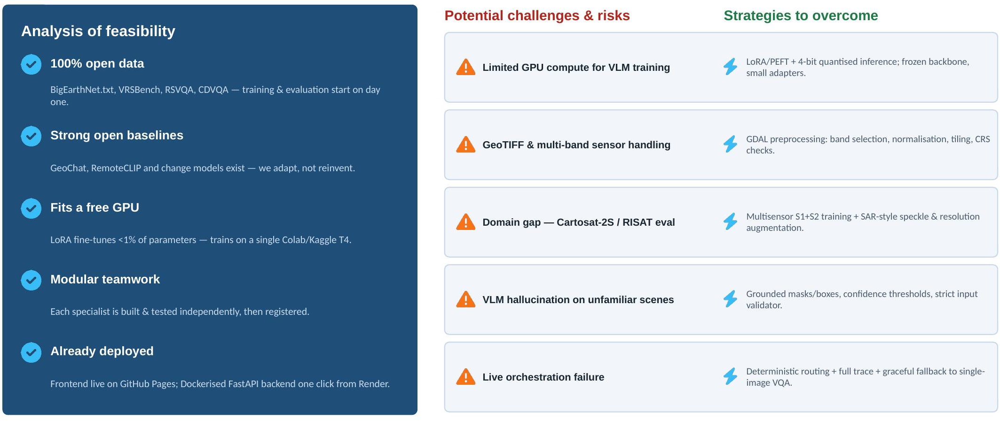 Analysis of feasibility
100% open data
BigEarthNet.txt, VRSBench, RSVQA, CDVQA — training & evaluation start on day
one.
Strong open baselines
GeoChat, RemoteCLIP and change models exist — we adapt, not reinvent.
Fits a free GPU
LoRA fine-tunes <1% of parameters — trains on a single Colab/Kaggle T4.
Modular teamwork
Each specialist is built & tested independently, then registered.
Already deployed
Frontend live on GitHub Pages; Dockerised FastAPI backend one click from Render.
Potential challenges & risks
Strategies to overcome
Limited GPU compute for VLM training
LoRA/PEFT + 4-bit quantised inference; frozen backbone,
small adapters.
GeoTIFF & multi-band sensor handling
GDAL preprocessing: band selection, normalisation, tiling, CRS
checks.
Domain gap — Cartosat-2S / RISAT eval
Multisensor S1+S2 training + SAR-style speckle & resolution
augmentation.
VLM hallucination on unfamiliar scenes
Grounded masks/boxes, confidence thresholds, strict input
validator.
Live orchestration failure
Deterministic routing + full trace + graceful fallback to single-
image VQA.